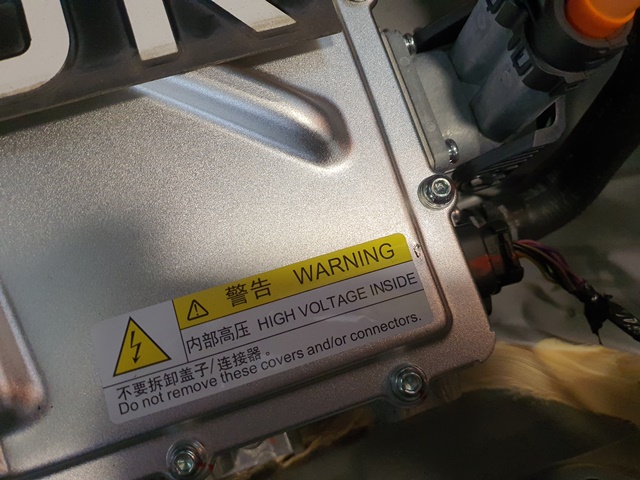 警告 WARNING
内部高压 HIGH VOLTAGE INSIDE
不要拆卸盖子/连接器。
Do not remove these covers and/or connectors.